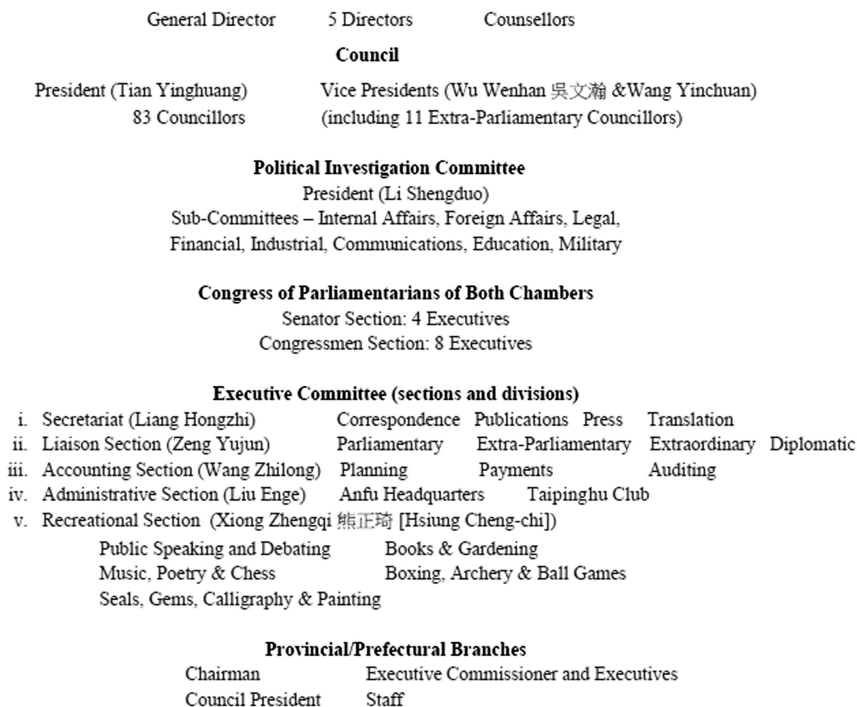 General Director 5 Directors Counsellors
Council
President (Tian Yinghuang) Vice Presidents (Wu Wenhan 吳文瀚 &Wang Yinchuan)
83 Councillors (including 11 Extra-Parliamentary Councillors)
Political Investigation Committee
President (Li Shengduo)
Sub-Committees – Internal Affairs, Foreign Affairs, Legal,
Financial, Industrial, Communications, Education, Military
Congress of Parliamentarians of Both Chambers
Senator Section: 4 Executives
Congressmen Section: 8 Executives
Executive Committee (sections and divisions)
i. Secretariat (Liang Hongzhi) Correspondence Publications Press Translation
ii. Liaison Section (Zeng Yujun) Parliamentary Extra-Parliamentary Extraordinary Diplomatic
iii. Accounting Section (Wang Zhilong) Planning Payments Auditing
iv. Administrative Section (Liu Enge) Anfu Headquarters Taipinghu Club
v. Recreational Section (Xiong Zhengqi 熊正琦 [Hsiung Cheng-chi])
Public Speaking and Debating Books & Gardening
Music, Poetry & Chess Boxing, Archery & Ball Games
Seals, Gems, Calligraphy & Painting
Provincial/Prefectural Branches
Chairman Executive Commissioner and Executives
Council President Staff